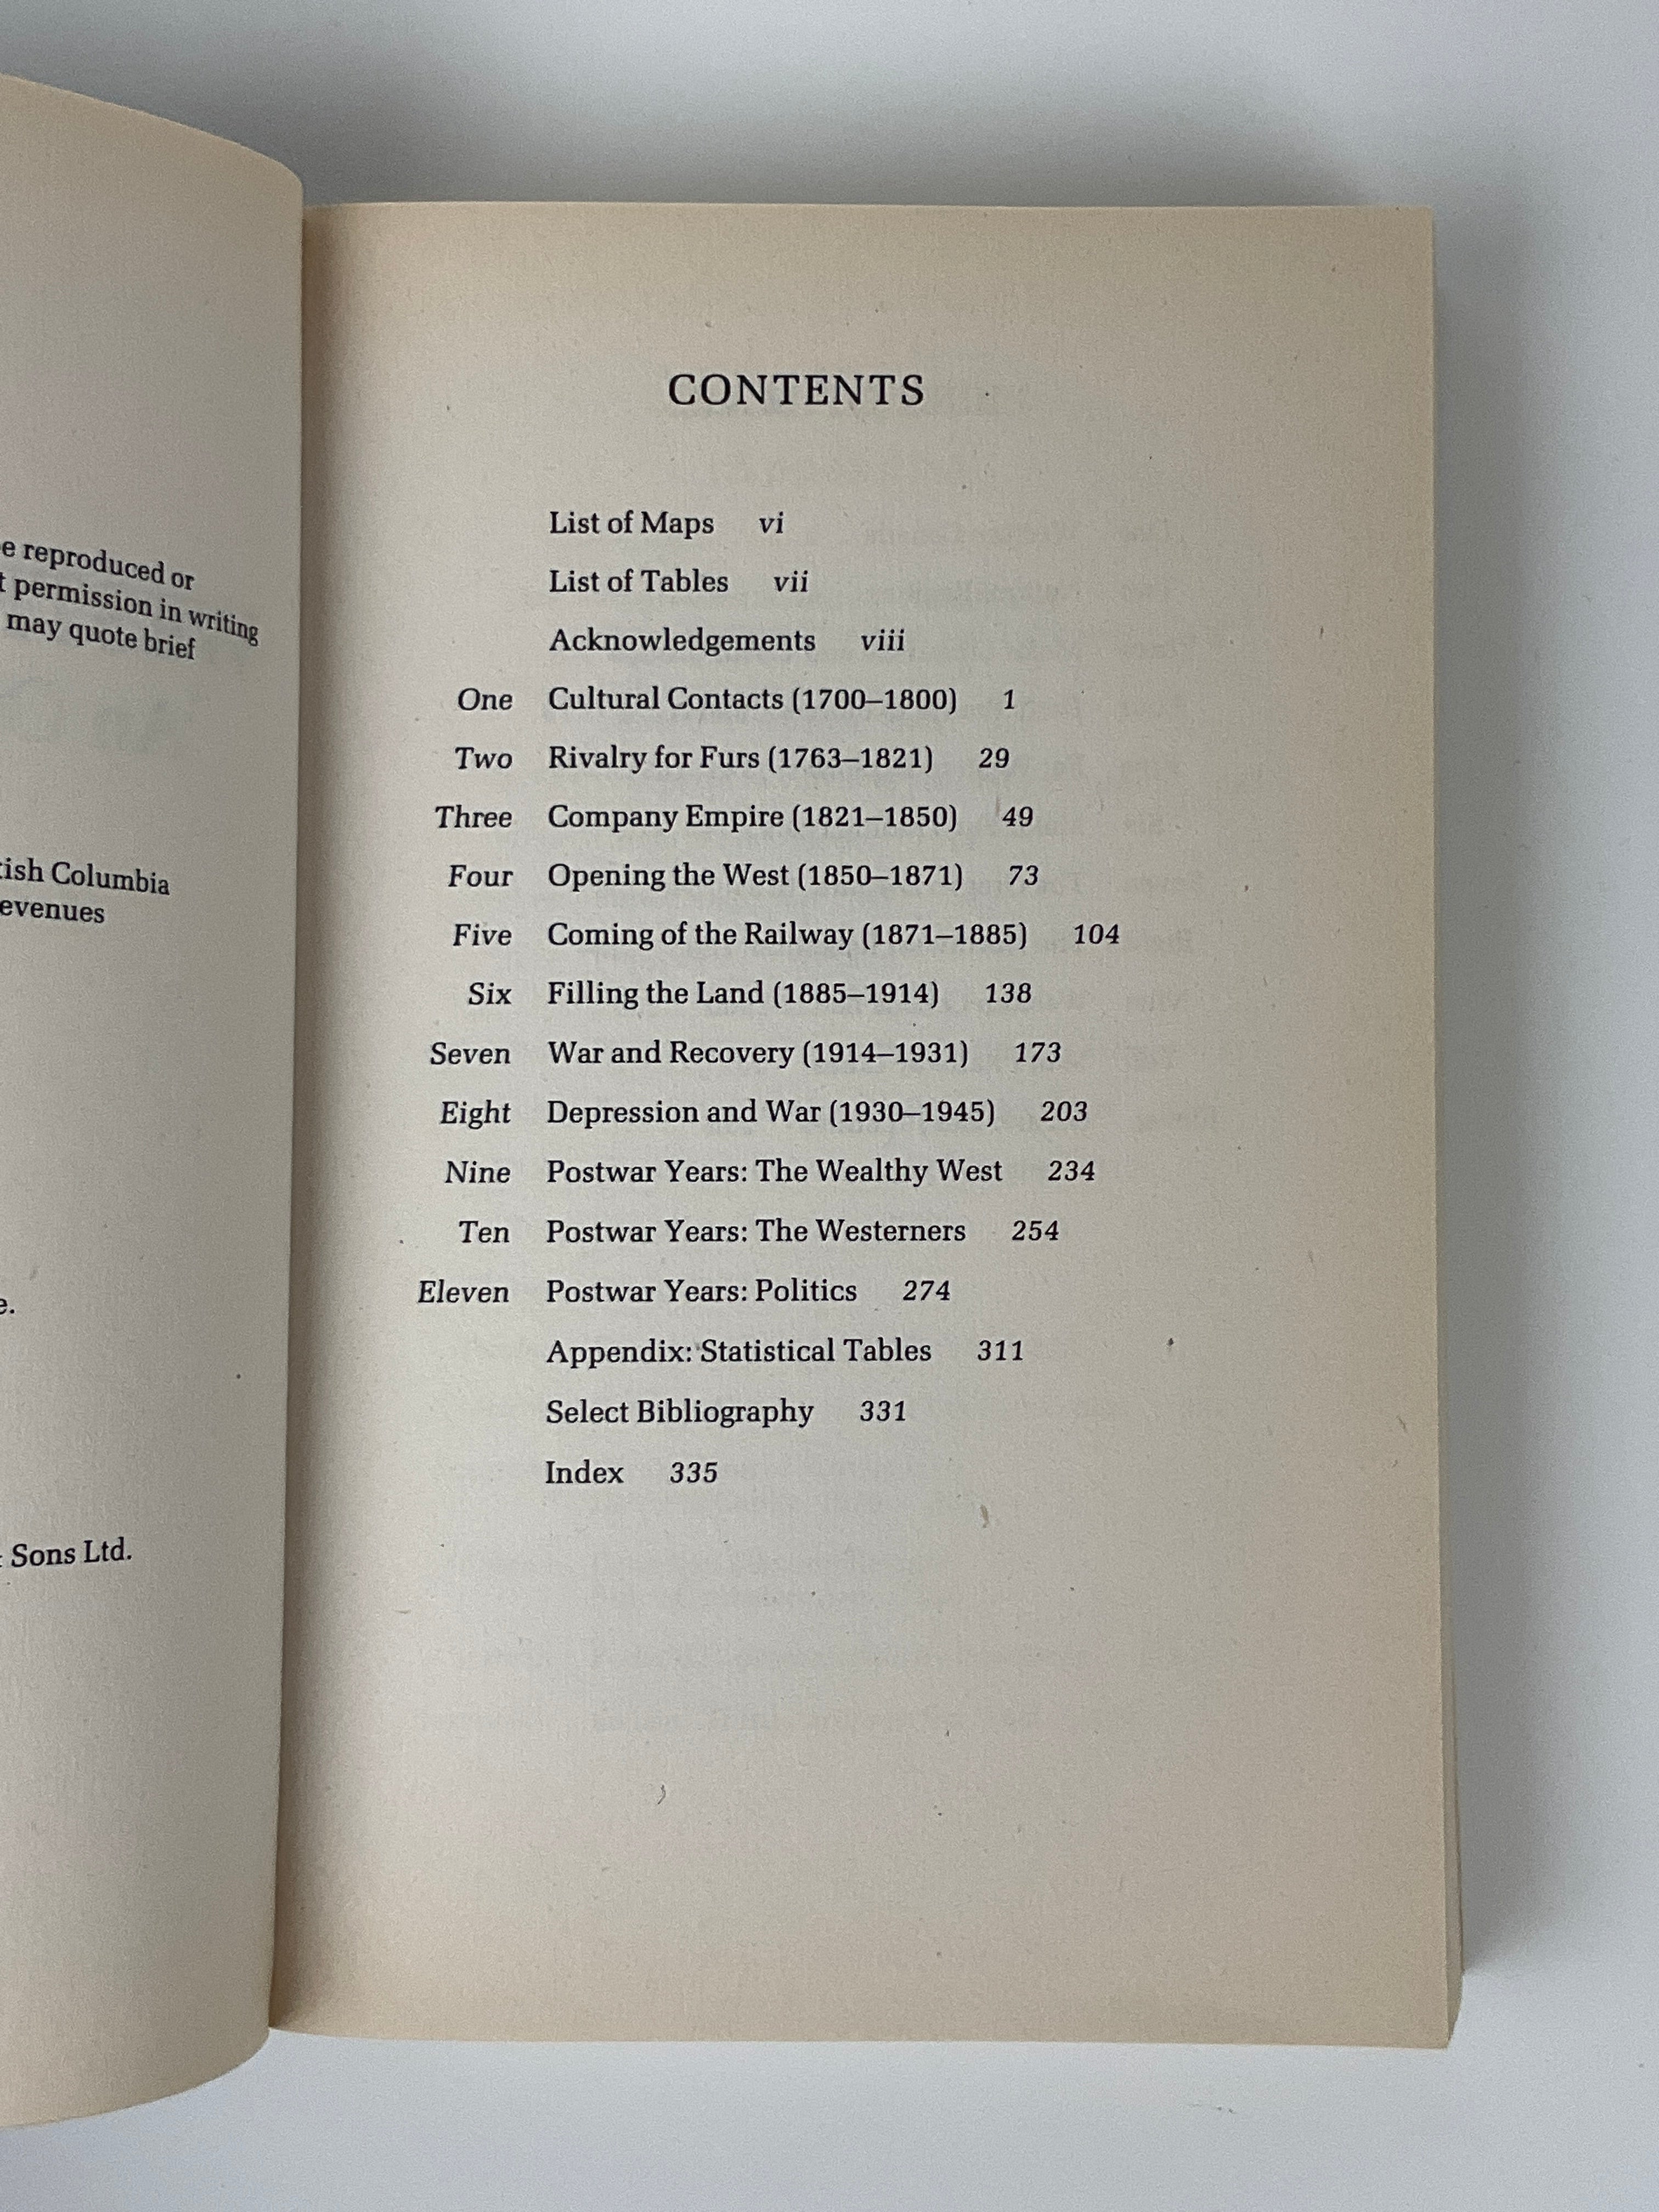 e reproduced or
t permission in writing
may quote brief
tish Columbia
evenues
e.
& Sons Ltd.
CONTENTS
List of Maps vi
List of Tables vii
Acknowledgements viii
One Cultural Contacts (1700–1800) 1
Two Rivalry for Furs (1763–1821) 29
Three Company Empire (1821–1850) 49
Four Opening the West (1850–1871) 73
Five Coming of the Railway (1871–1885) 104
Six Filling the Land (1885–1914) 138
Seven War and Recovery (1914–1931) 173
Eight Depression and War (1930–1945) 203
Nine Postwar Years: The Wealthy West 234
Ten Postwar Years: The Westerners 254
Eleven Postwar Years: Politics 274
Appendix: Statistical Tables 311
Select Bibliography 331
Index 335